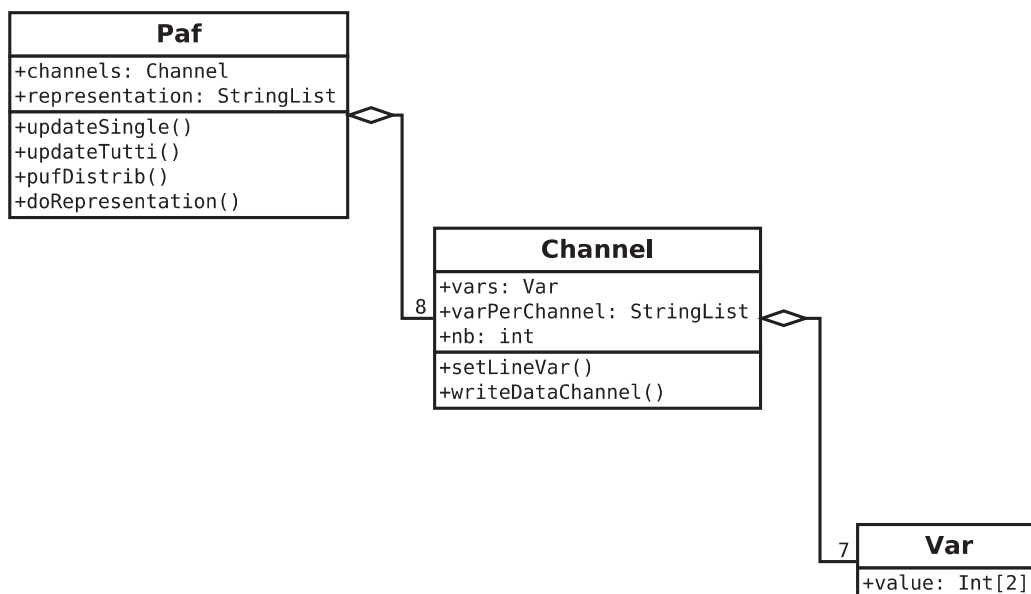 Paf
+channels: Channel
+representation: StringList
+updateSingle()
+updateTutti()
+pufDistrib()
+doRepresentation()
8
Channel
+vars: Var
+varPerChannel: StringList
+nb: int
+setLineVar()
+writeDataChannel()
7
Var
+value: Int[2]